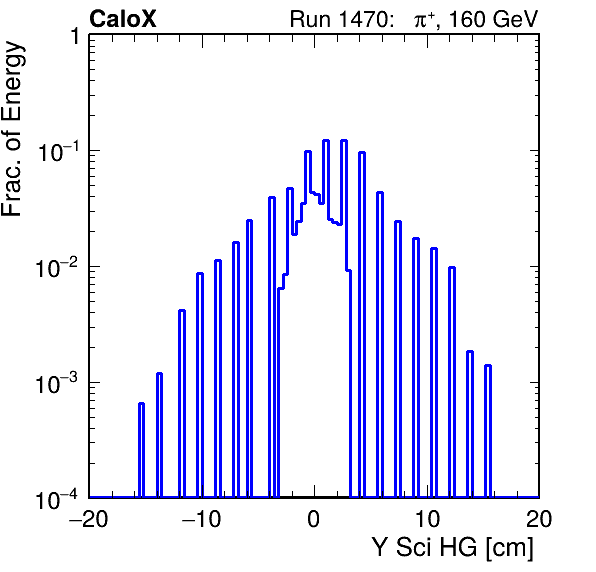 CaloX Run 1470: π⁺, 160 GeV
Frac. of Energy
1
10⁻¹
10⁻²
10⁻³
10⁻⁴
−20 −10 0 10 20
Y Sci HG [cm]